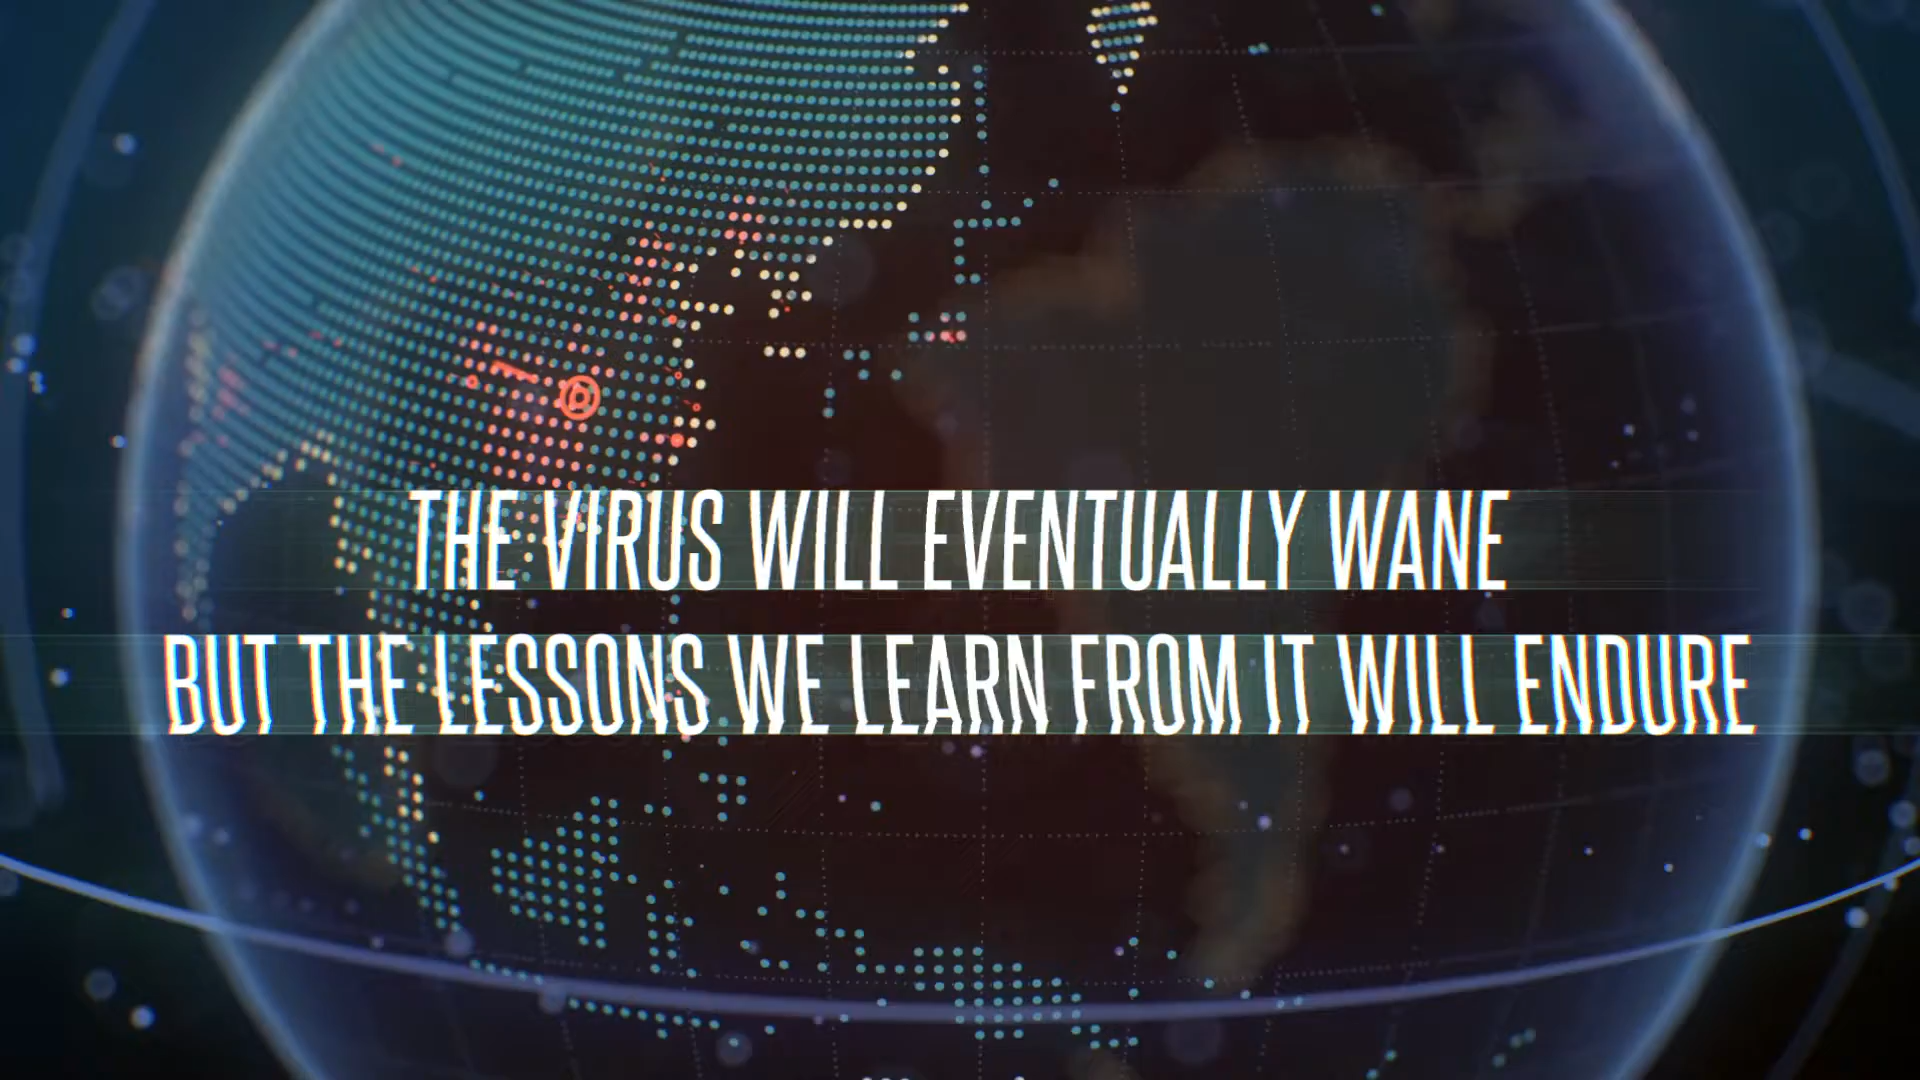 THE VIRUS WILL EVENTUALLY WANE
BUT THE LESSONS WE LEARN FROM IT WILL ENDURE